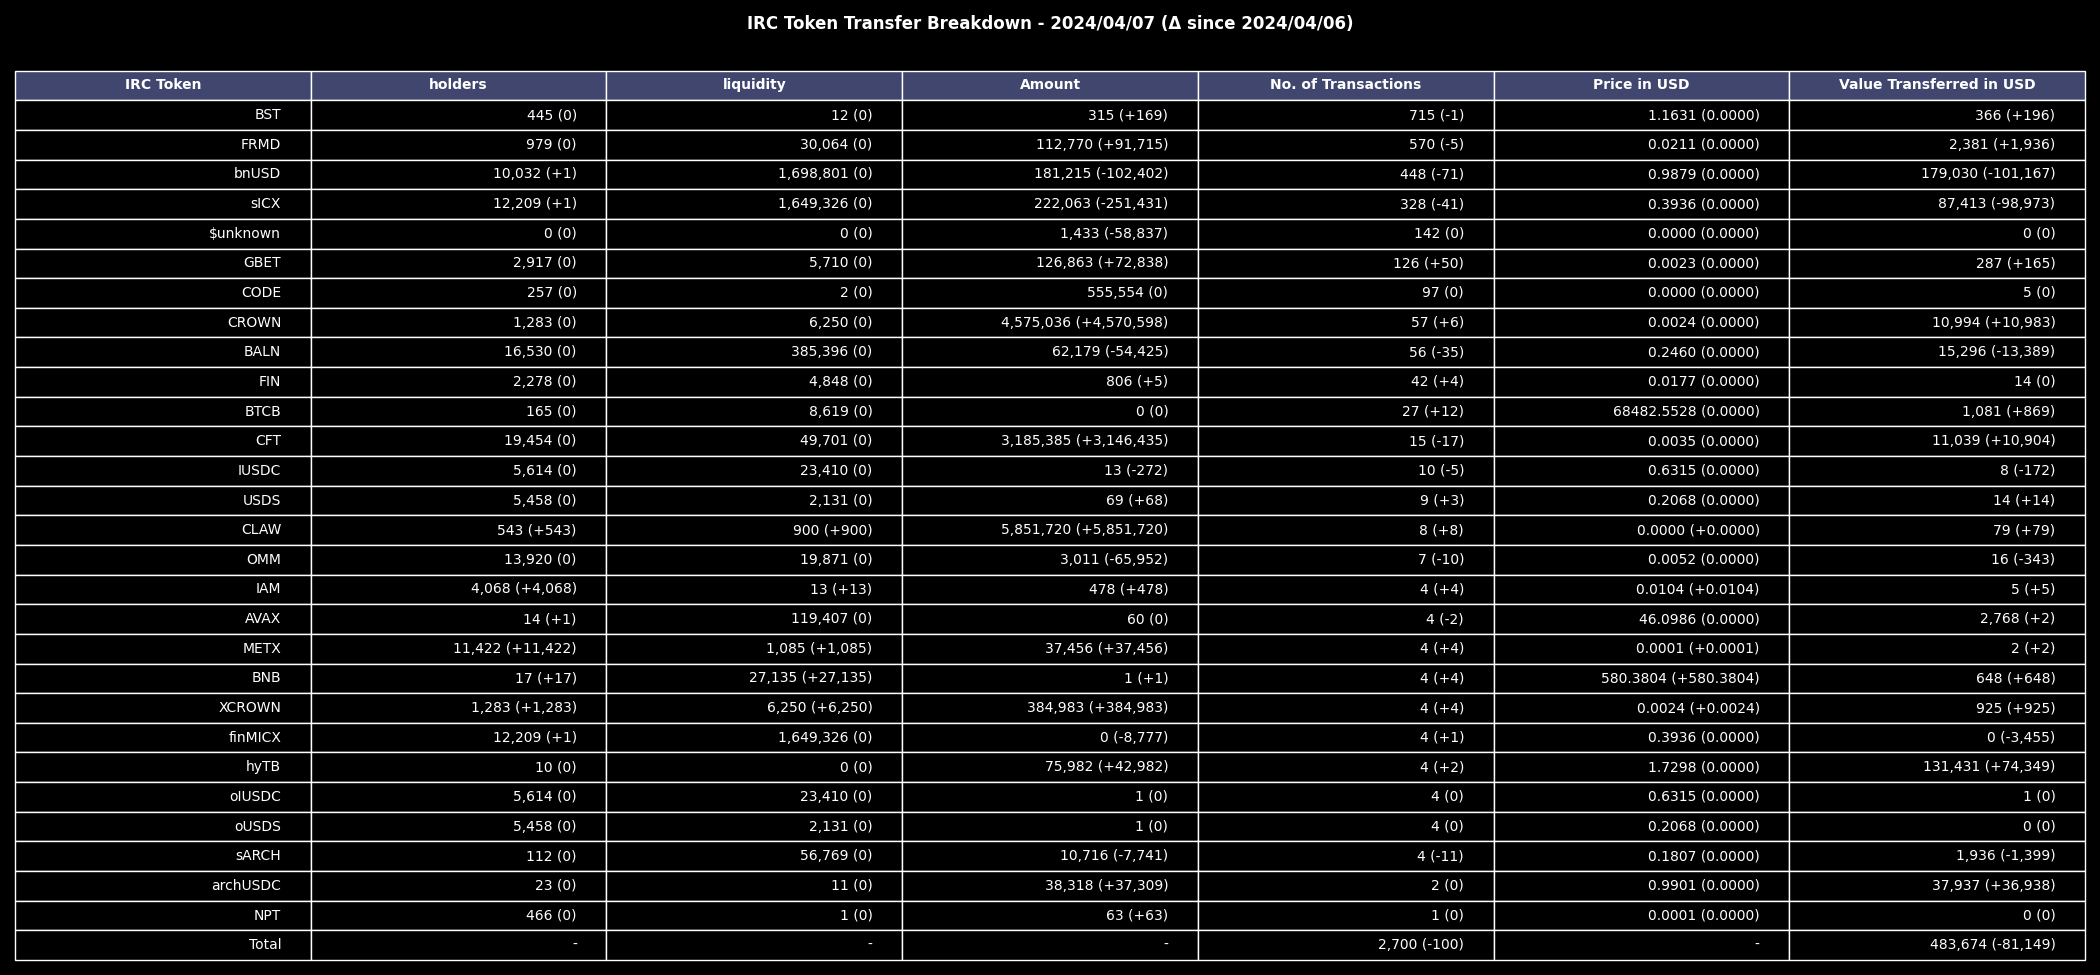 IRC Token Transfer Breakdown - 2024/04/07 (Δ since 2024/04/06)
IRC Token holders liquidity Amount No. of Transactions Price in USD Value Transferred in USD
BST 445 (0) 12 (0) 315 (+169) 715 (-1) 1.1631 (0.0000) 366 (+196)
FRMD 979 (0) 30,064 (0) 112,770 (+91,715) 570 (-5) 0.0211 (0.0000) 2,381 (+1,936)
bnUSD 10,032 (+1) 1,698,801 (0) 181,215 (-102,402) 448 (-71) 0.9879 (0.0000) 179,030 (-101,167)
sICX 12,209 (+1) 1,649,326 (0) 222,063 (-251,431) 328 (-41) 0.3936 (0.0000) 87,413 (-98,973)
$unknown 0 (0) 0 (0) 1,433 (-58,837) 142 (0) 0.0000 (0.0000) 0 (0)
GBET 2,917 (0) 5,710 (0) 126,863 (+72,838) 126 (+50) 0.0023 (0.0000) 287 (+165)
CODE 257 (0) 2 (0) 555,554 (0) 97 (0) 0.0000 (0.0000) 5 (0)
CROWN 1,283 (0) 6,250 (0) 4,575,036 (+4,570,598) 57 (+6) 0.0024 (0.0000) 10,994 (+10,983)
BALN 16,530 (0) 385,396 (0) 62,179 (-54,425) 56 (-35) 0.2460 (0.0000) 15,296 (-13,389)
FIN 2,278 (0) 4,848 (0) 806 (+5) 42 (+4) 0.0177 (0.0000) 14 (0)
BTCB 165 (0) 8,619 (0) 0 (0) 27 (+12) 68482.5528 (0.0000) 1,081 (+869)
CFT 19,454 (0) 49,701 (0) 3,185,385 (+3,146,435) 15 (-17) 0.0035 (0.0000) 11,039 (+10,904)
IUSDC 5,614 (0) 23,410 (0) 13 (-272) 10 (-5) 0.6315 (0.0000) 8 (-172)
USDS 5,458 (0) 2,131 (0) 69 (+68) 9 (+3) 0.2068 (0.0000) 14 (+14)
CLAW 543 (+543) 900 (+900) 5,851,720 (+5,851,720) 8 (+8) 0.0000 (+0.0000) 79 (+79)
OMM 13,920 (0) 19,871 (0) 3,011 (-65,952) 7 (-10) 0.0052 (0.0000) 16 (-343)
IAM 4,068 (+4,068) 13 (+13) 478 (+478) 4 (+4) 0.0104 (+0.0104) 5 (+5)
AVAX 14 (+1) 119,407 (0) 60 (0) 4 (-2) 46.0986 (0.0000) 2,768 (+2)
METX 11,422 (+11,422) 1,085 (+1,085) 37,456 (+37,456) 4 (+4) 0.0001 (+0.0001) 2 (+2)
BNB 17 (+17) 27,135 (+27,135) 1 (+1) 4 (+4) 580.3804 (+580.3804) 648 (+648)
XCROWN 1,283 (+1,283) 6,250 (+6,250) 384,983 (+384,983) 4 (+4) 0.0024 (+0.0024) 925 (+925)
finMICX 12,209 (+1) 1,649,326 (0) 0 (-8,777) 4 (+1) 0.3936 (0.0000) 0 (-3,455)
hyTB 10 (0) 0 (0) 75,982 (+42,982) 4 (+2) 1.7298 (0.0000) 131,431 (+74,349)
oIUSDC 5,614 (0) 23,410 (0) 1 (0) 4 (0) 0.6315 (0.0000) 1 (0)
oUSDS 5,458 (0) 2,131 (0) 1 (0) 4 (0) 0.2068 (0.0000) 0 (0)
sARCH 112 (0) 56,769 (0) 10,716 (-7,741) 4 (-11) 0.1807 (0.0000) 1,936 (-1,399)
archUSDC 23 (0) 11 (0) 38,318 (+37,309) 2 (0) 0.9901 (0.0000) 37,937 (+36,938)
NPT 466 (0) 1 (0) 63 (+63) 1 (0) 0.0001 (0.0000) 0 (0)
Total - - - 2,700 (-100) - 483,674 (-81,149)